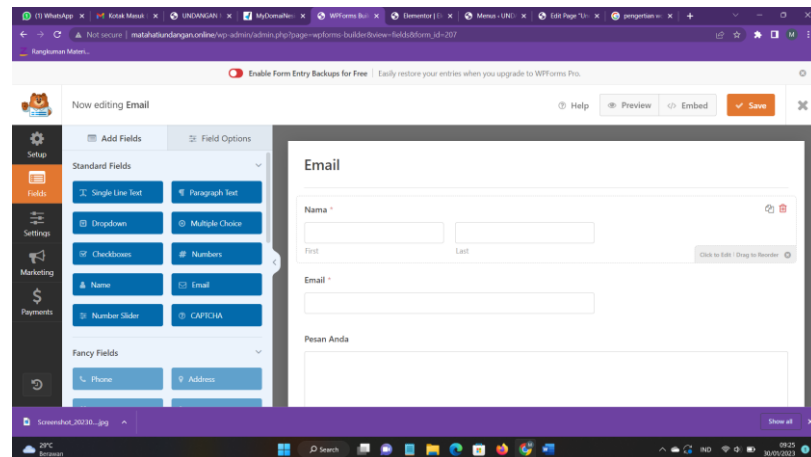 (1) WhatsApp
Kotak Masuk
UNDANGAN
MyDomaiNes
WPForms Bui
Elementor | E
Menus ‹ UND
Edit Page "Un
pengertian w
Not secure | matahatiundangan.online/wp-admin/admin.php?page=wpforms-builder&view=fields&form_id=207
Rangkuman Materi...
Enable Form Entry Backups for Free | Easily restore your entries when you upgrade to WPForms Pro.
Now editing Email
Help
Preview
Embed
Save
Setup
Fields
Settings
Marketing
Payments
Add Fields
Field Options
Standard Fields
Single Line Text
Paragraph Text
Dropdown
Multiple Choice
Checkboxes
Numbers
Name
Email
Number Slider
CAPTCHA
Fancy Fields
Phone
Address
Email
Nama *
First
Last
Click to Edit | Drag to Reorder
Email *
Pesan Anda
Screenshot_20230...jpg
Show all
29°C
Berawan
Search
IND
09:25
30/01/2023